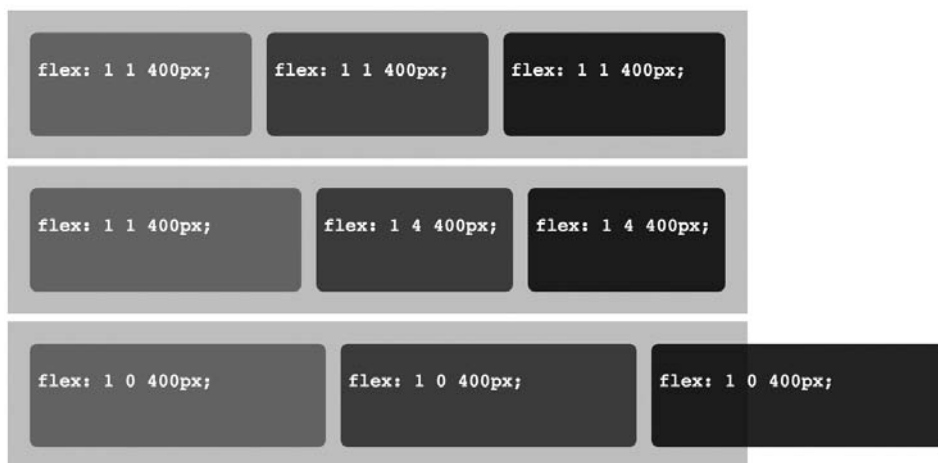 flex: 1 1 400px; flex: 1 1 400px; flex: 1 1 400px;
flex: 1 1 400px; flex: 1 4 400px; flex: 1 4 400px;
flex: 1 0 400px; flex: 1 0 400px; flex: 1 0 400px;